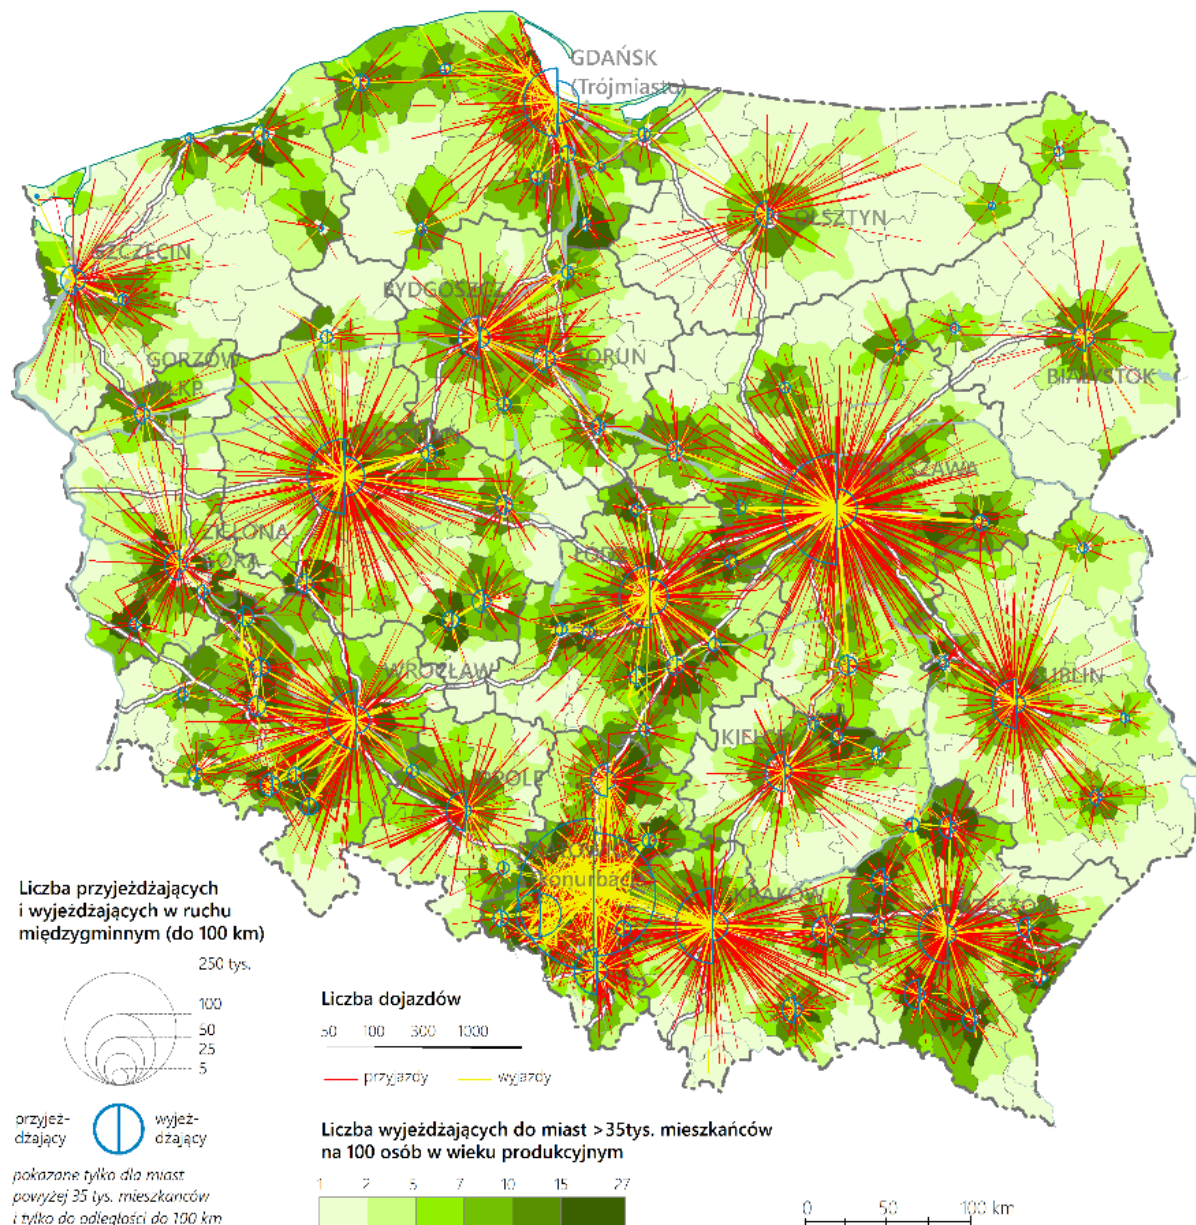 GDAŃSK
(Trójmiasto)
OLSZTYN
SZCZECIN
BYDGOSZCZ
TORUŃ
GORZÓW
WLKP.
BIAŁYSTOK
WARSZAWA
ZIELONA
GÓRA
ŁÓDŹ
WROCŁAW
LUBLIN
KIELCE
OPOLE
KRAKÓW
RZESZÓW
Liczba przyjeżdżających
i wyjeżdżających w ruchu
międzygminnym (do 100 km)
250 tys.
100
50
25
5
przyjeż-
dżający
wyjeż-
dżający
pokazane tylko dla miast
powyżej 35 tys. mieszkańców
i tylko do odległości do 100 km
Liczba dojazdów
50 100 300 1000
przyjazdy wyjazdy
Liczba wyjeżdżających do miast >35tys. mieszkańców
na 100 osób w wieku produkcyjnym
1 2 5 7 10 15 27
0 50 100 km